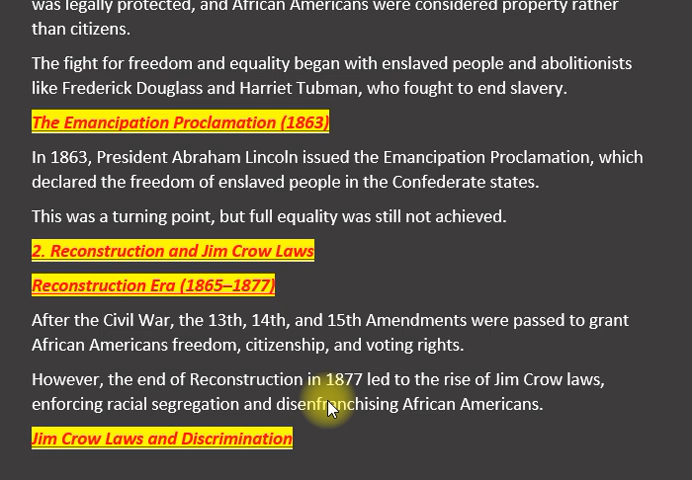 was legally protected, and African Americans were considered property rather
than citizens.
The fight for freedom and equality began with enslaved people and abolitionists
like Frederick Douglass and Harriet Tubman, who fought to end slavery.
The Emancipation Proclamation (1863)
In 1863, President Abraham Lincoln issued the Emancipation Proclamation, which
declared the freedom of enslaved people in the Confederate states.
This was a turning point, but full equality was still not achieved.
2. Reconstruction and Jim Crow Laws
Reconstruction Era (1865–1877)
After the Civil War, the 13th, 14th, and 15th Amendments were passed to grant
African Americans freedom, citizenship, and voting rights.
However, the end of Reconstruction in 1877 led to the rise of Jim Crow laws,
enforcing racial segregation and disenfranchising African Americans.
Jim Crow Laws and Discrimination